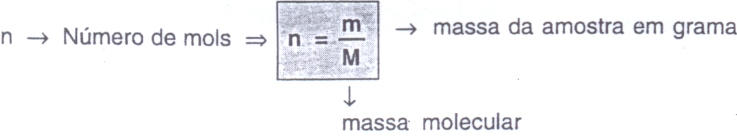 n → Número de mols ⇒ n = m/M → massa da amostra em grama
↓
massa molecular